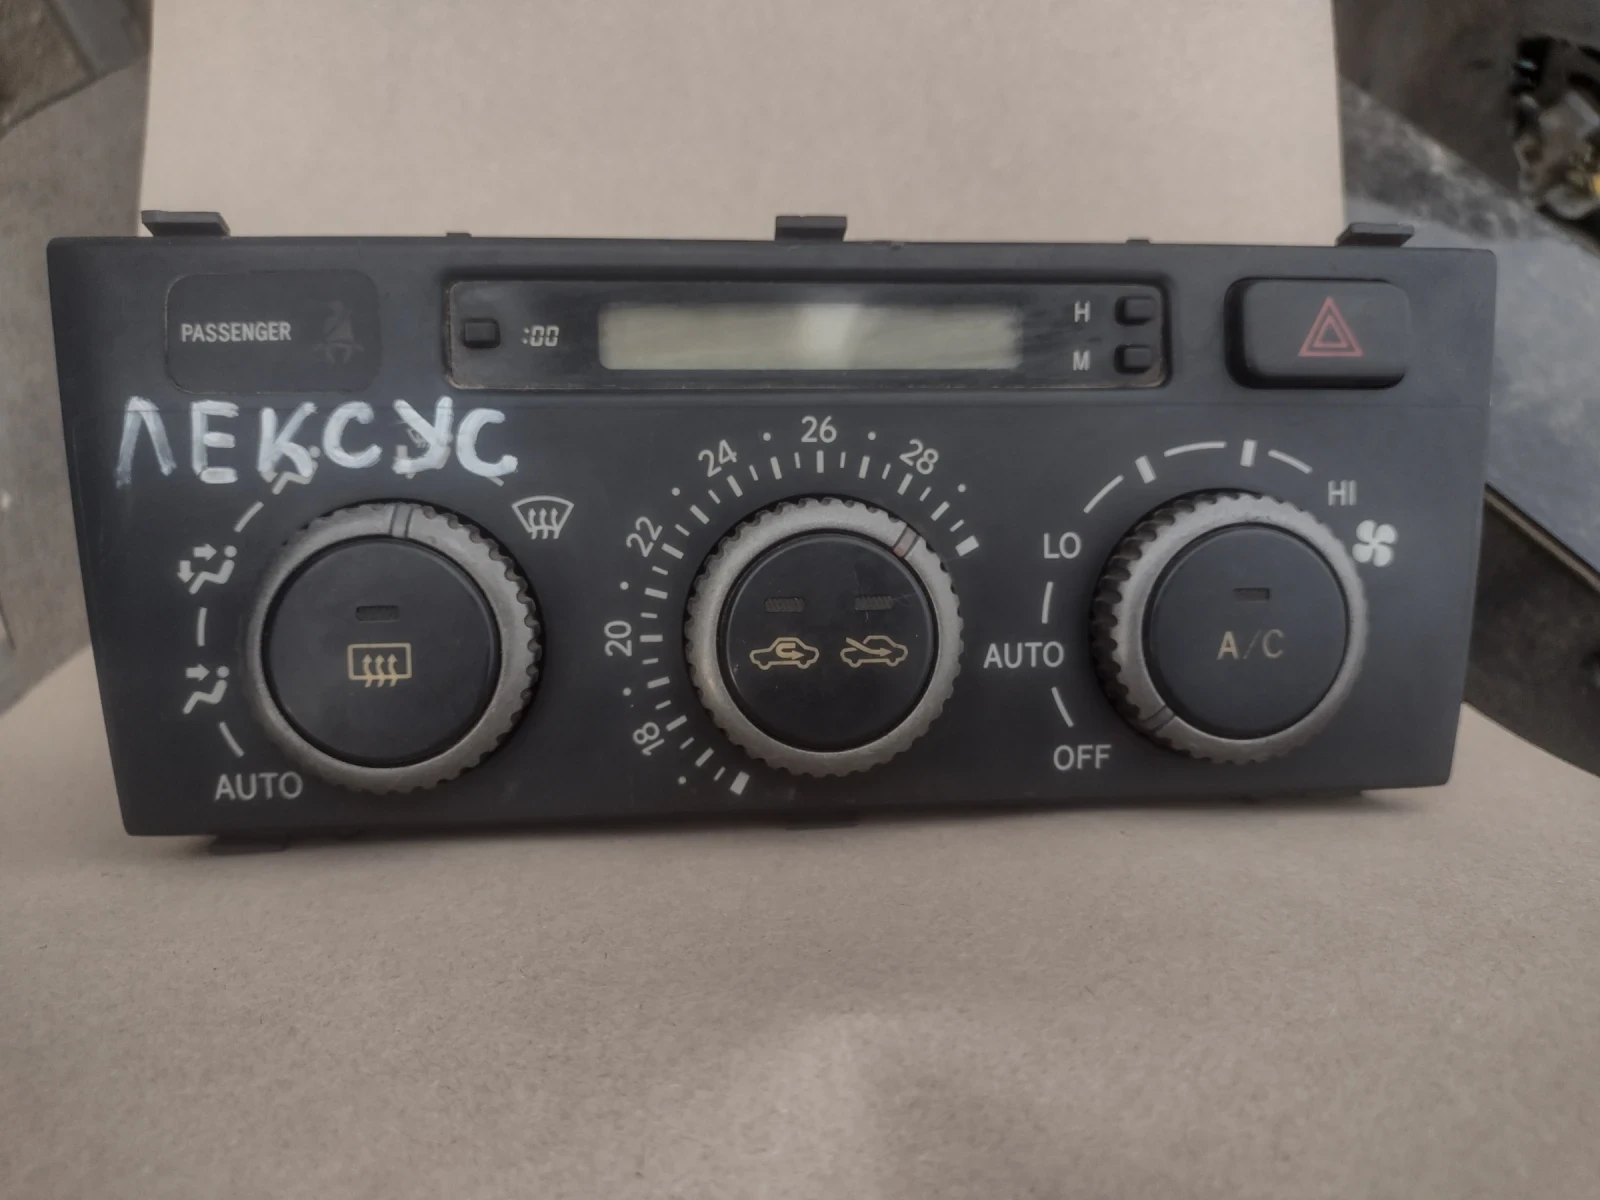 PASSENGER
:00
H
M
ЛЕКСУС
18 20 22 24 26 28
AUTO
LO
HI
AUTO
OFF
A/C